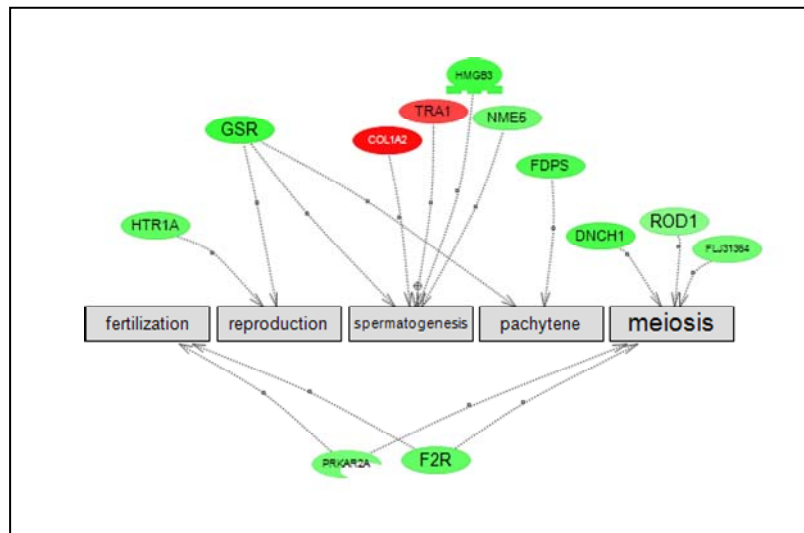 HMGB3
TRA1
NME5
GSR
COL1A2
FDPS
HTR1A
DNCH1
ROD1
FLJ31364
fertilization
reproduction
spermatogenesis
pachytene
meiosis
PRKAR2A
F2R